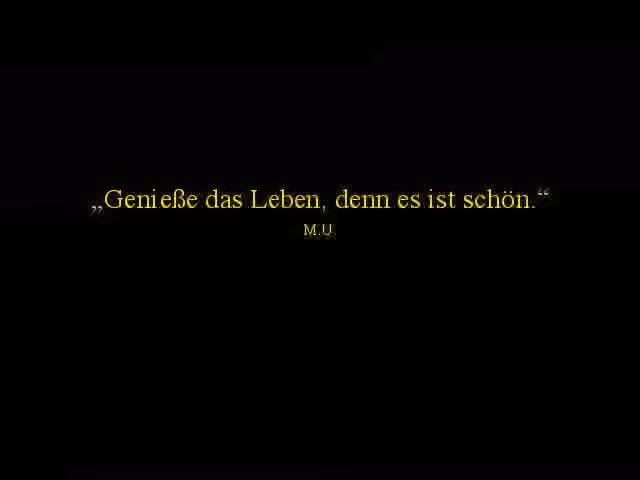 „Genieße das Leben, denn es ist schön.“
M.U.